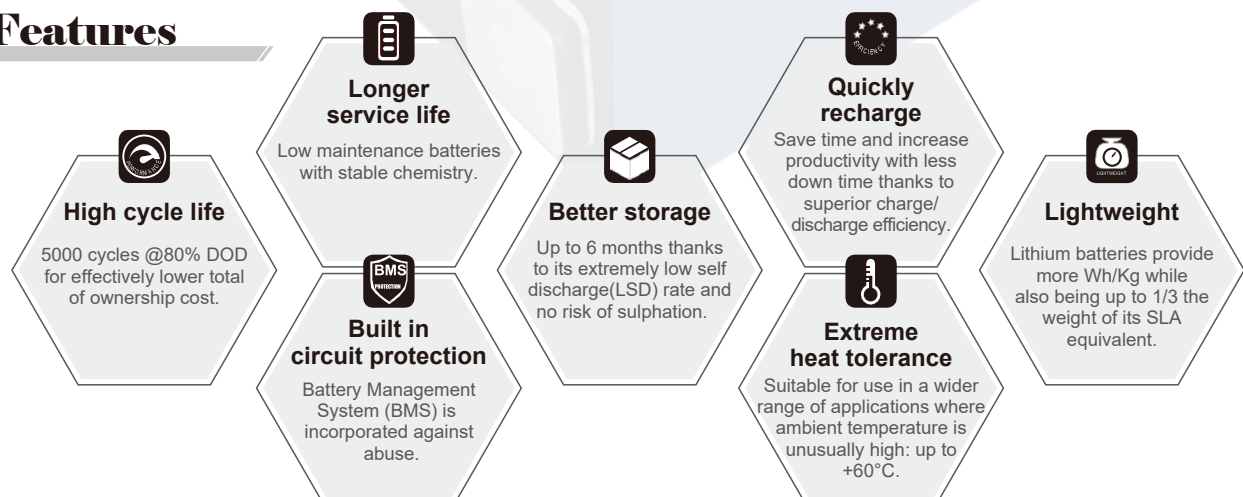 Features
PERFORMANCE
High cycle life
5000 cycles @80% DOD
for effectively lower total
of ownership cost.
Longer
service life
Low maintenance batteries
with stable chemistry.
BMS
PROTECTION
Built in
circuit protection
Battery Management
System (BMS) is
incorporated against
abuse.
Better storage
Up to 6 months thanks
to its extremely low self
discharge(LSD) rate and
no risk of sulphation.
EFFICIENCY
Quickly
recharge
Save time and increase
productivity with less
down time thanks to
superior charge/
discharge efficiency.
Extreme
heat tolerance
Suitable for use in a wider
range of applications where
ambient temperature is
unusually high: up to
+60°C.
LIGHTWEIGHT
Lightweight
Lithium batteries provide
more Wh/Kg while
also being up to 1/3 the
weight of its SLA
equivalent.